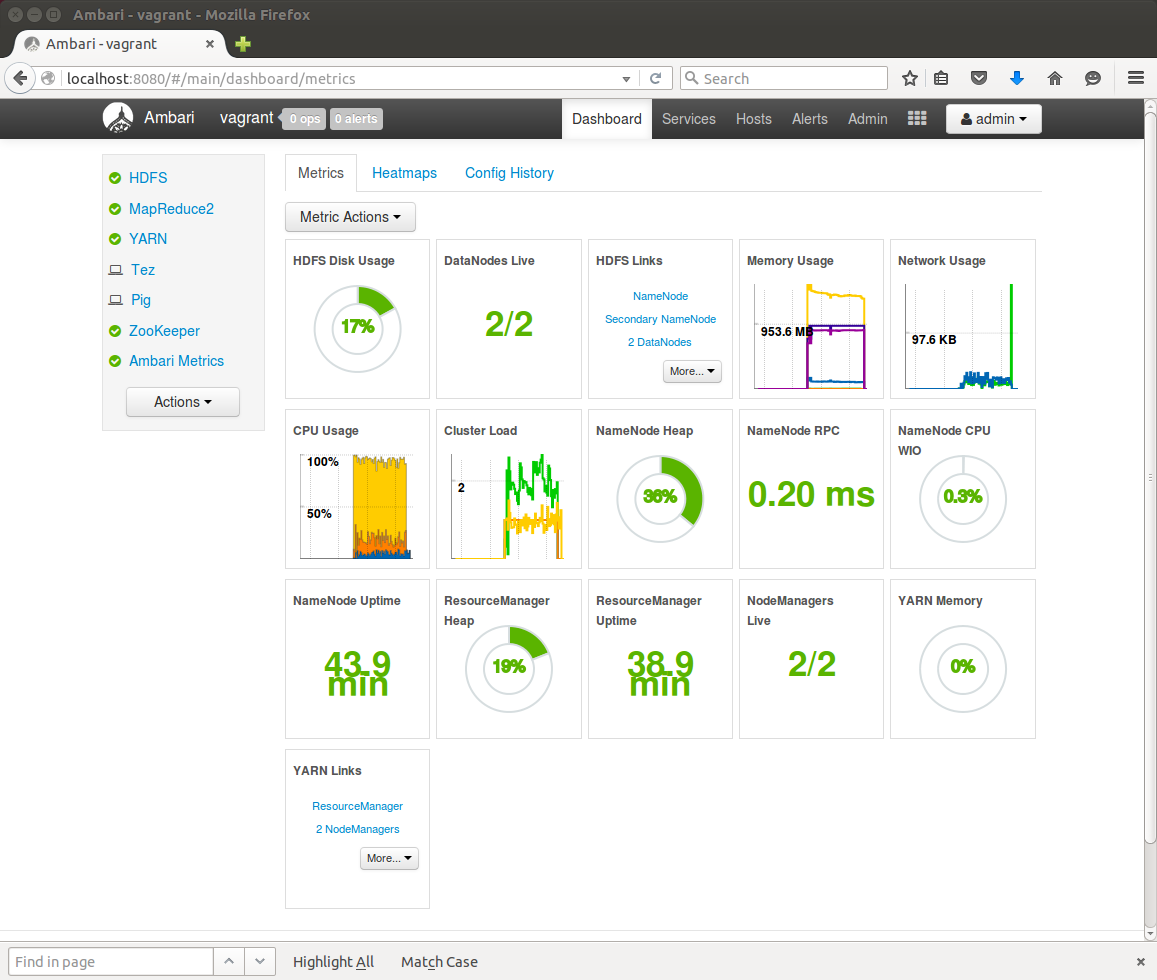 Ambari - vagrant - Mozilla Firefox
Ambari - vagrant
localhost:8080/#/main/dashboard/metrics
Search
Ambari vagrant 0 ops 0 alerts Dashboard Services Hosts Alerts Admin admin
HDFS
MapReduce2
YARN
Tez
Pig
ZooKeeper
Ambari Metrics
Actions
Metrics Heatmaps Config History
Metric Actions
HDFS Disk Usage
17%
DataNodes Live
2/2
HDFS Links
NameNode
Secondary NameNode
2 DataNodes
More...
Memory Usage
953.6 MB
Network Usage
97.6 KB
CPU Usage
100%
50%
Cluster Load
2
NameNode Heap
36%
NameNode RPC
0.20 ms
NameNode CPU
WIO
0.3%
NameNode Uptime
43.9
min
ResourceManager
Heap
19%
ResourceManager
Uptime
38.9
min
NodeManagers
Live
2/2
YARN Memory
0%
YARN Links
ResourceManager
2 NodeManagers
More...
Find in page Highlight All Match Case